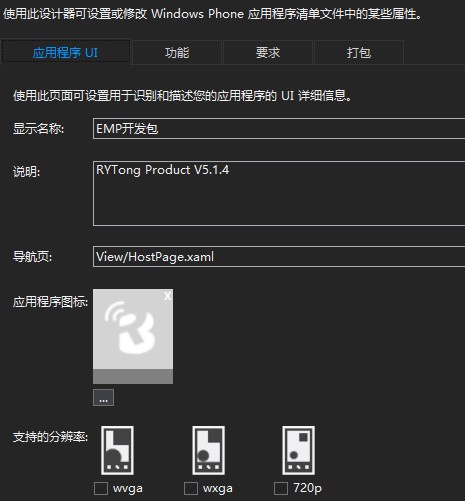 使用此设计器可设置或修改 Windows Phone 应用程序清单文件中的某些属性。
应用程序 UI 功能 要求 打包
使用此页面可设置用于识别和描述您的应用程序的 UI 详细信息。
显示名称: EMP开发包
说明: RYTong Product V5.1.4
导航页: View/HostPage.xaml
应用程序图标: x
...
支持的分辨率:
wvga wxga 720p